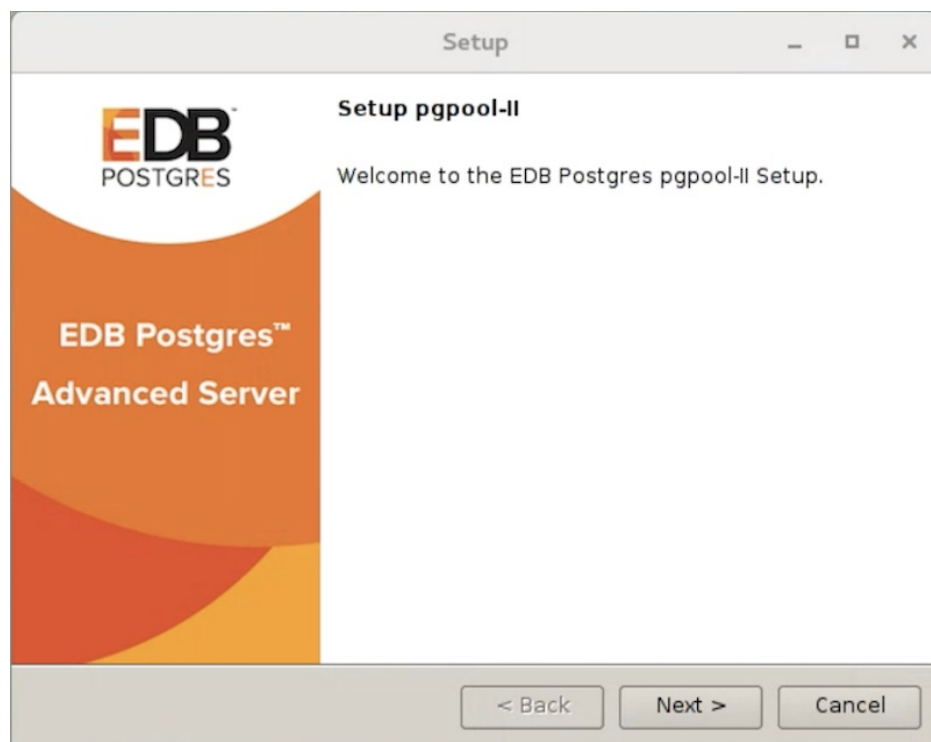 Setup
EDB™
POSTGRES
EDB Postgres™
Advanced Server
Setup pgpool-II
Welcome to the EDB Postgres pgpool-II Setup.
< Back
Next >
Cancel